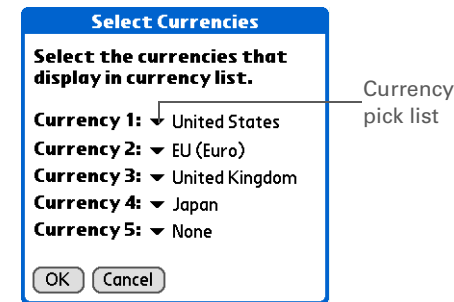 Select Currencies
Select the currencies that
display in currency list.
Currency 1: United States
Currency 2: EU (Euro)
Currency 3: United Kingdom
Currency 4: Japan
Currency 5: None
OK Cancel
Currency
pick list